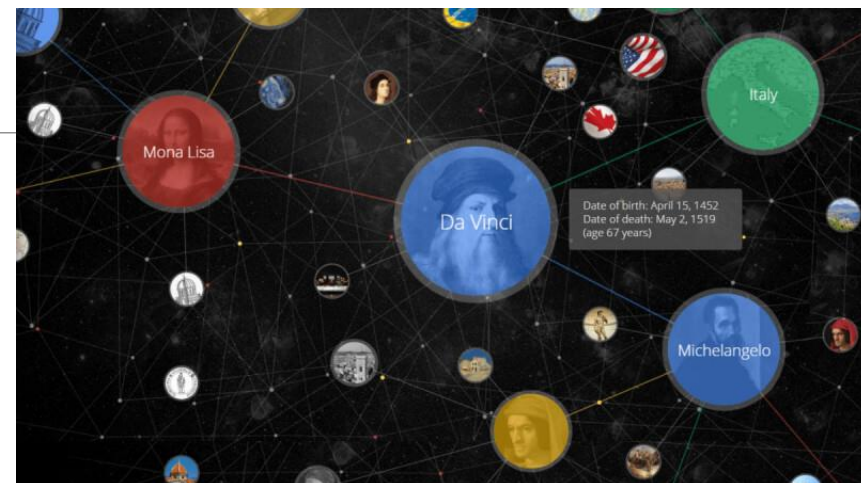 Italy
Mona Lisa
Da Vinci
Date of birth: April 15, 1452
Date of death: May 2, 1519
(age 67 years)
Michelangelo